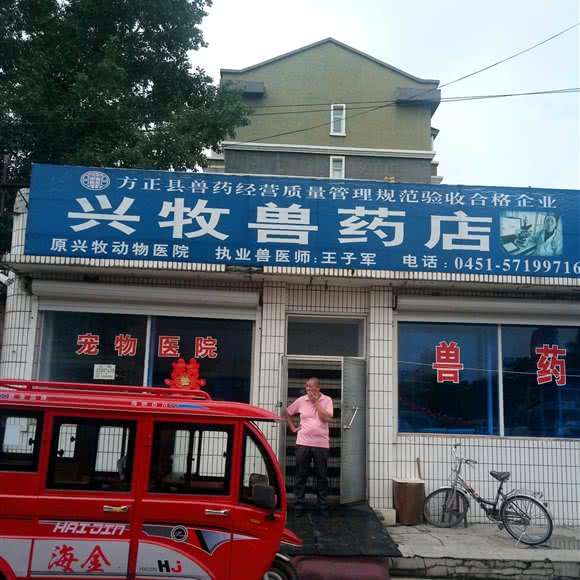 方正县兽药经营质量管理规范验收合格企业
兴牧兽药店
原兴牧动物医院 执业兽医师:王子军 电话:0451-57199716
宠物医院
兽药
HAIJIN
海金
HAIJIN HJ